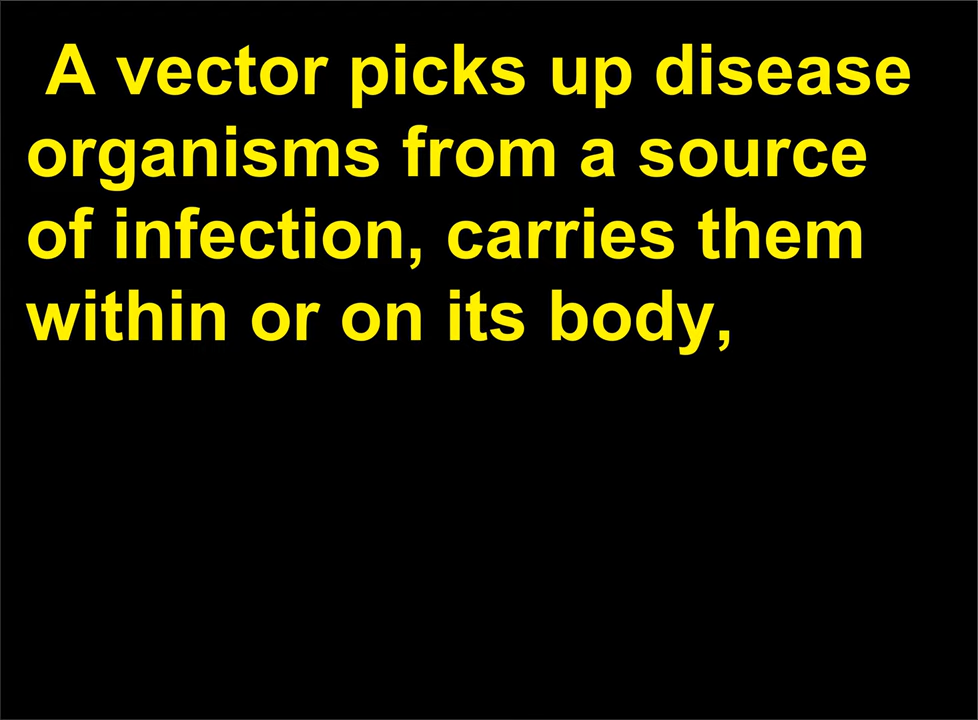 A vector picks up disease
organisms from a source
of infection, carries them
within or on its body,